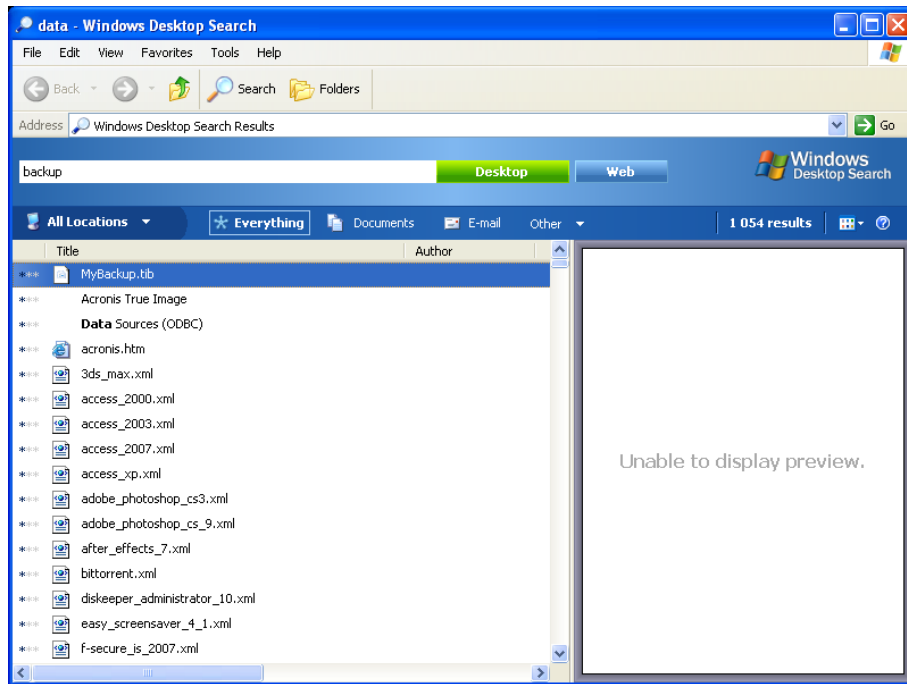 data - Windows Desktop Search
File Edit View Favorites Tools Help
Back Search Folders
Address Windows Desktop Search Results Go
backup Desktop Web Windows Desktop Search
All Locations Everything Documents E-mail Other 1 054 results
Title Author
MyBackup.tib
Acronis True Image
Data Sources (ODBC)
acronis.htm
3ds_max.xml
access_2000.xml
access_2003.xml
access_2007.xml
access_xp.xml
adobe_photoshop_cs3.xml
adobe_photoshop_cs_9.xml
after_effects_7.xml
bittorrent.xml
diskeeper_administrator_10.xml
easy_screensaver_4_1.xml
f-secure_is_2007.xml
Unable to display preview.